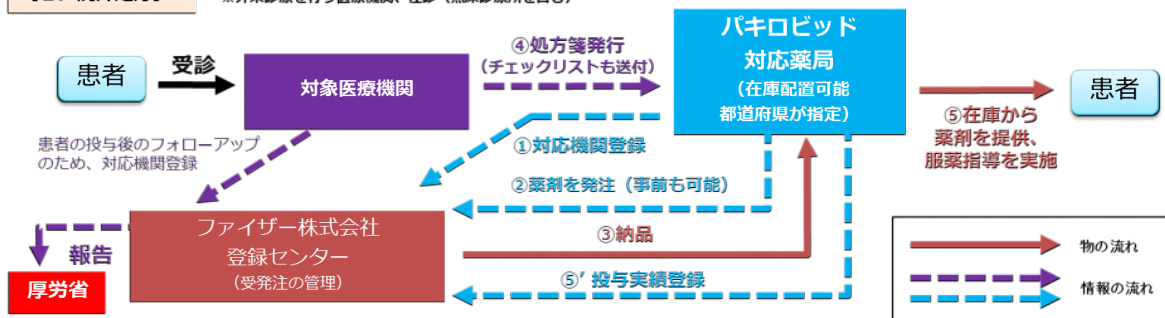 ※外来診療を行う医療機関、往診（無床診療所を含む）
患者
受診
対象医療機関
④処方箋発行
（チェックリストも送付）
パキロビッド
対応薬局
（在庫配置可能
都道府県が指定）
患者
⑤在庫から
薬剤を提供、
服薬指導を実施
患者の投与後のフォローアップ
のため、対応機関登録
①対応機関登録
②薬剤を発注（事前も可能）
ファイザー株式会社
登録センター
（受発注の管理）
③納品
⑤’投与実績登録
報告
厚労省
物の流れ
情報の流れ